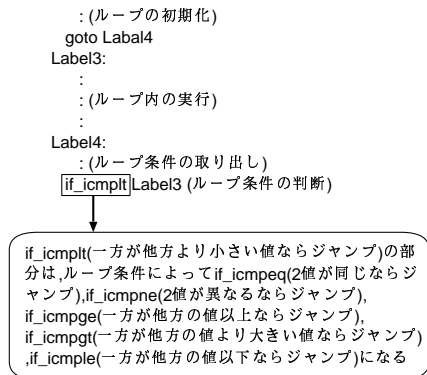 : (ループの初期化)
goto Labal4
Label3:
:
: (ループ内の実行)
:
Label4:
: (ループ条件の取り出し)
if_icmplt Label3 (ループ条件の判断)
if_icmplt(一方が他方より小さい値ならジャンプ)の部
分は,ループ条件によってif_icmpeq(2値が同じならジ
ャンプ),if_icmpne(2値が異なるならジャンプ),
if_icmpge(一方が他方の値以上ならジャンプ),
if_icmpgt(一方が他方の値より大きい値ならジャンプ)
,if_icmple(一方が他方の値以下ならジャンプ)になる